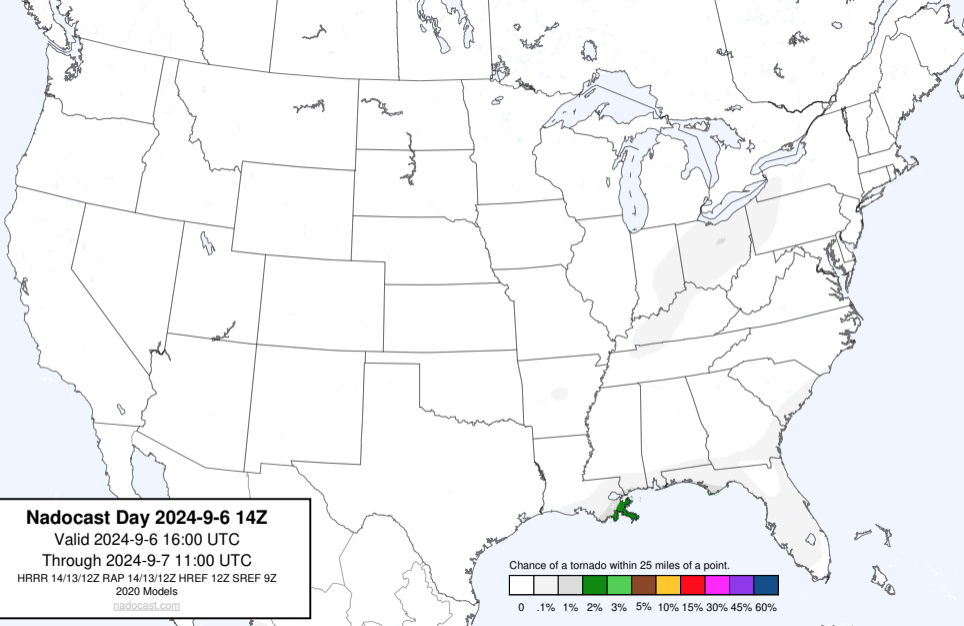 Nadocast Day 2024-9-6 14Z
Valid 2024-9-6 16:00 UTC
Through 2024-9-7 11:00 UTC
HRRR 14/13/12Z RAP 14/13/12Z HREF 12Z SREF 9Z
2020 Models
nadocast.com
Chance of a tornado within 25 miles of a point.
0 .1% 1% 2% 3% 5% 10% 15% 30% 45% 60%